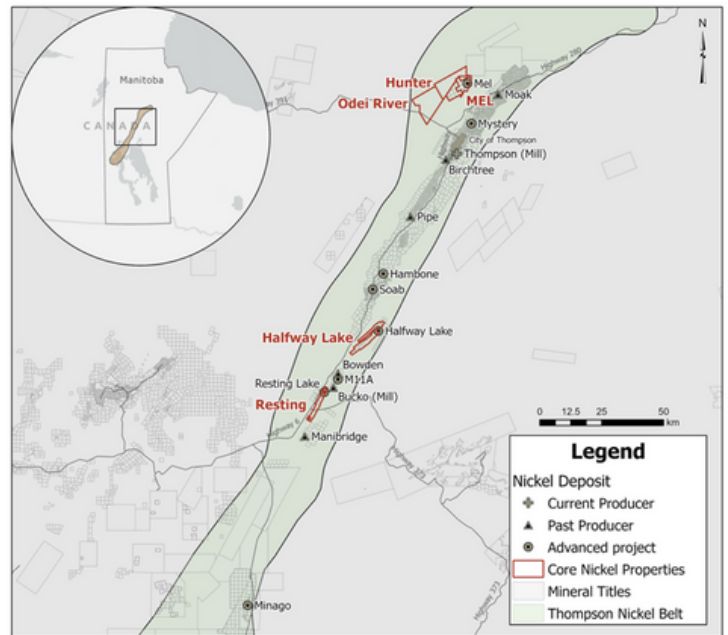 Manitoba
CANADA
N
Highway 280
Hunter
Mel
Odei River
MEL
Moak
Mystery
City of Thompson
Thompson (Mill)
Birchtree
Pipe
Hambone
Soab
Halfway Lake
Halfway Lake
Bowden
Resting Lake
M11A
Bucko (Mill)
Resting
Highway 6
Manibridge
0 12.5 25 50
km
Minago
Highway 373
Legend
Nickel Deposit
Current Producer
Past Producer
Advanced project
Core Nickel Properties
Mineral Titles
Thompson Nickel Belt